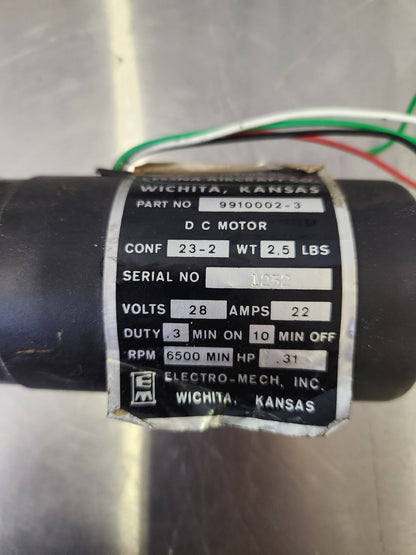 WICHITA, KANSAS
PART NO 9910002-3
D C MOTOR
CONF 23-2 WT 2.5 LBS
SERIAL NO
VOLTS 28 AMPS 22
DUTY .3 MIN ON 10 MIN OFF
RPM 6500 MIN HP .31
EM ELECTRO-MECH, INC.
WICHITA, KANSAS